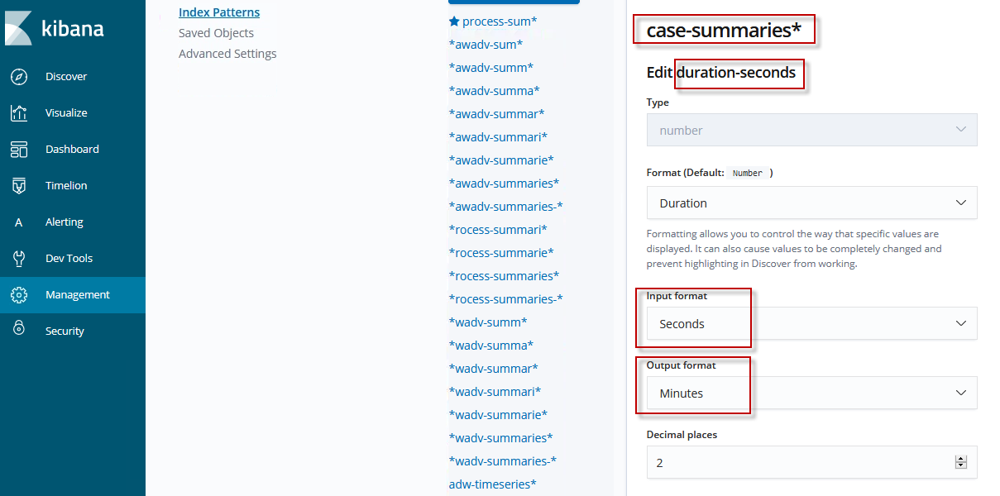 kibana
Discover
Visualize
Dashboard
Timelion
A Alerting
Dev Tools
Management
Security
Index Patterns
Saved Objects
Advanced Settings
process-sum*
*awadv-sum*
*awadv-summ*
*awadv-summa*
*awadv-summar*
*awadv-summari*
*awadv-summarie*
*awadv-summaries*
*awadv-summaries-*
*rocess-summari*
*rocess-summarie*
*rocess-summaries*
*rocess-summaries-*
*wadv-summ*
*wadv-summa*
*wadv-summar*
*wadv-summari*
*wadv-summarie*
*wadv-summaries*
*wadv-summaries-*
adw-timeseries*
case-summaries*
Edit duration-seconds
Type
number
Format (Default: Number )
Duration
Formatting allows you to control the way that specific values are
displayed. It can also cause values to be completely changed and
prevent highlighting in Discover from working.
Input format
Seconds
Output format
Minutes
Decimal places
2